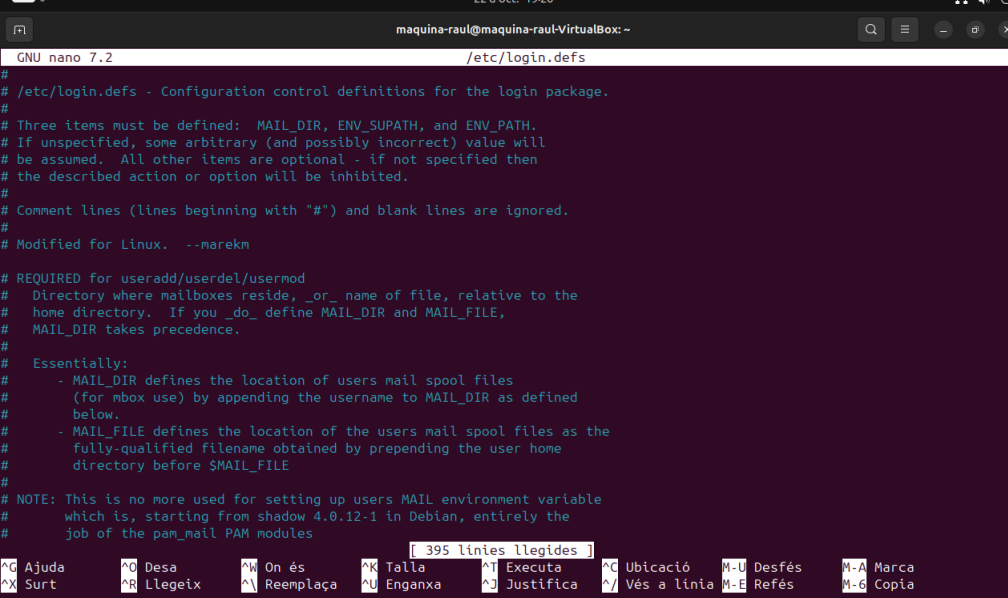 maquina-raul@maquina-raul-VirtualBox: ~
GNU nano 7.2 /etc/login.defs
#
# /etc/login.defs - Configuration control definitions for the login package.
#
# Three items must be defined:  MAIL_DIR, ENV_SUPATH, and ENV_PATH.
# If unspecified, some arbitrary (and possibly incorrect) value will
# be assumed.  All other items are optional - if not specified then
# the described action or option will be inhibited.
#
# Comment lines (lines beginning with "#") and blank lines are ignored.
#
# Modified for Linux.  --marekm
# REQUIRED for useradd/userdel/usermod
#   Directory where mailboxes reside, _or_ name of file, relative to the
#   home directory.  If you _do_ define MAIL_DIR and MAIL_FILE,
#   MAIL_DIR takes precedence.
#
#   Essentially:
#      - MAIL_DIR defines the location of users mail spool files
#        (for mbox use) by appending the username to MAIL_DIR as defined
#        below.
#      - MAIL_FILE defines the location of the users mail spool files as the
#        fully-qualified filename obtained by prepending the user home
#        directory before $MAIL_FILE
#
# NOTE: This is no more used for setting up users MAIL environment variable
#       which is, starting from shadow 4.0.12-1 in Debian, entirely the
#       job of the pam_mail PAM modules
[ 395 línies llegides ]
^G Ajuda ^O Desa ^W On és ^K Talla ^T Executa ^C Ubicació M-U Desfés M-A Marca
^X Surt ^R Llegeix ^\ Reemplaça ^U Enganxa ^J Justifica ^/ Vés a línia M-E Refés M-6 Copia